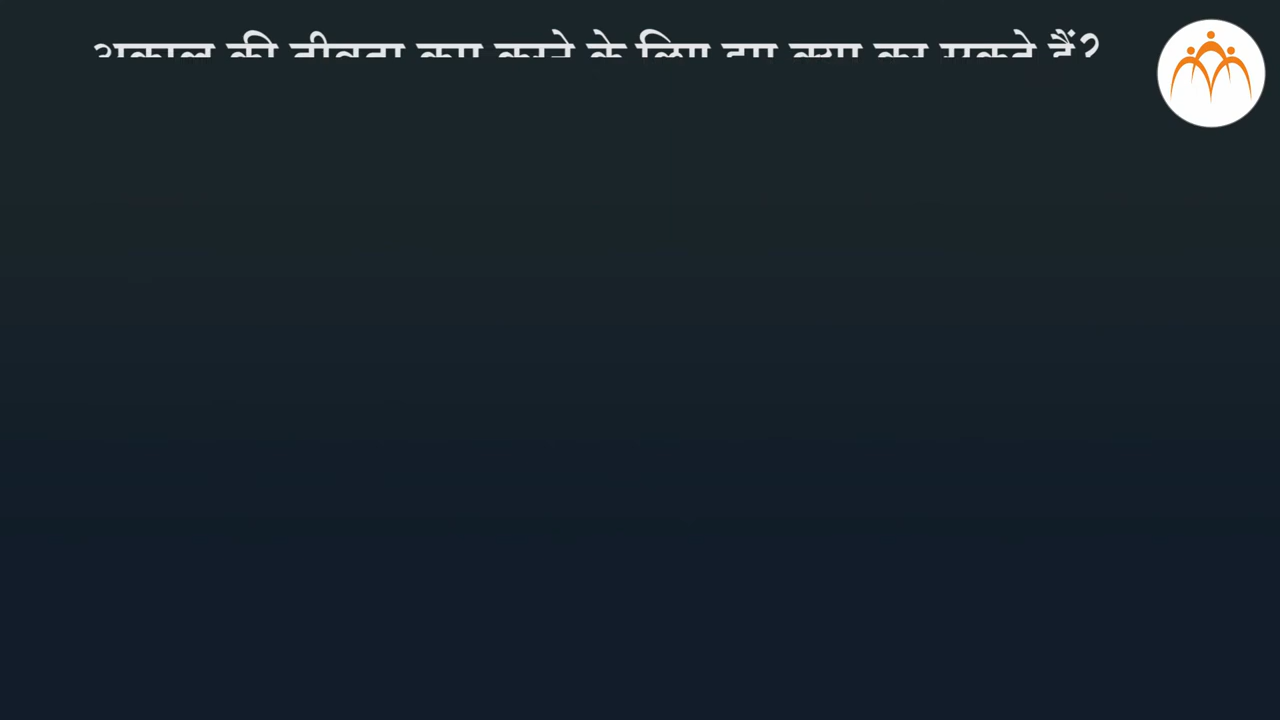 अकाल की तीव्रता कम करने के लिए हम क्या कर सकते हैं?